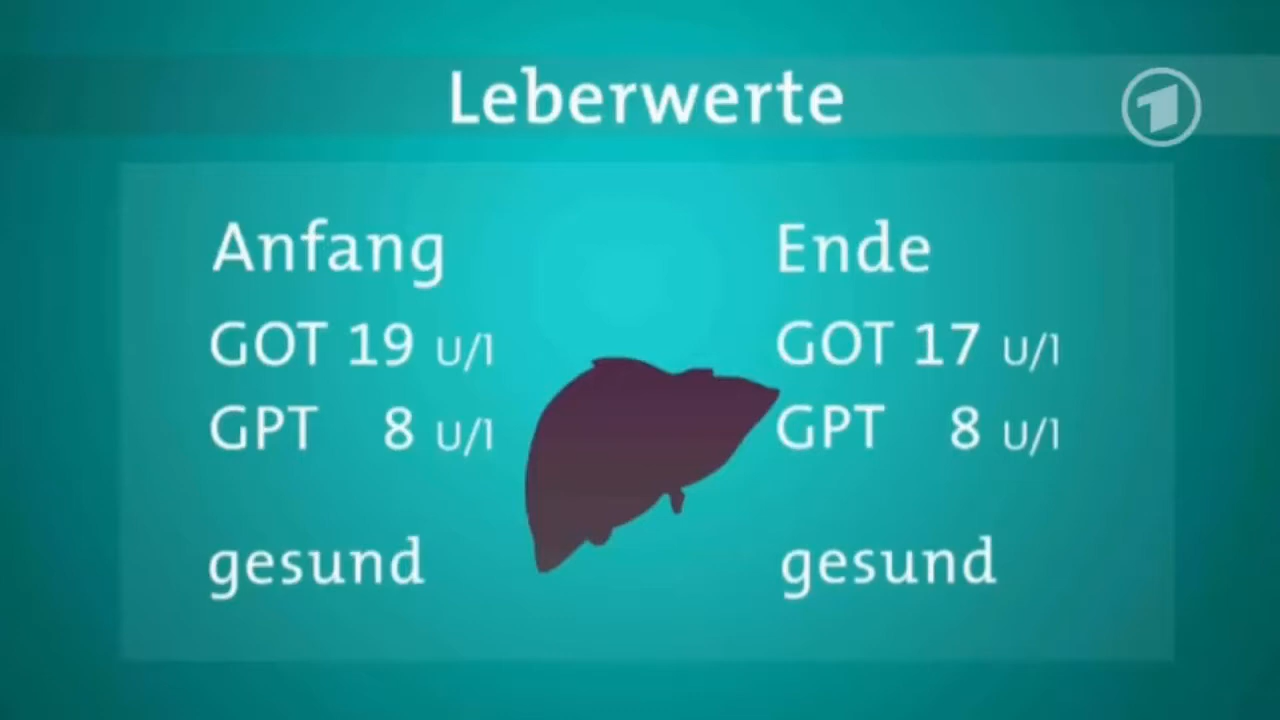 Leberwerte
Anfang
GOT 19 U/l
GPT 8 U/l
gesund
Ende
GOT 17 U/l
GPT 8 U/l
gesund
1